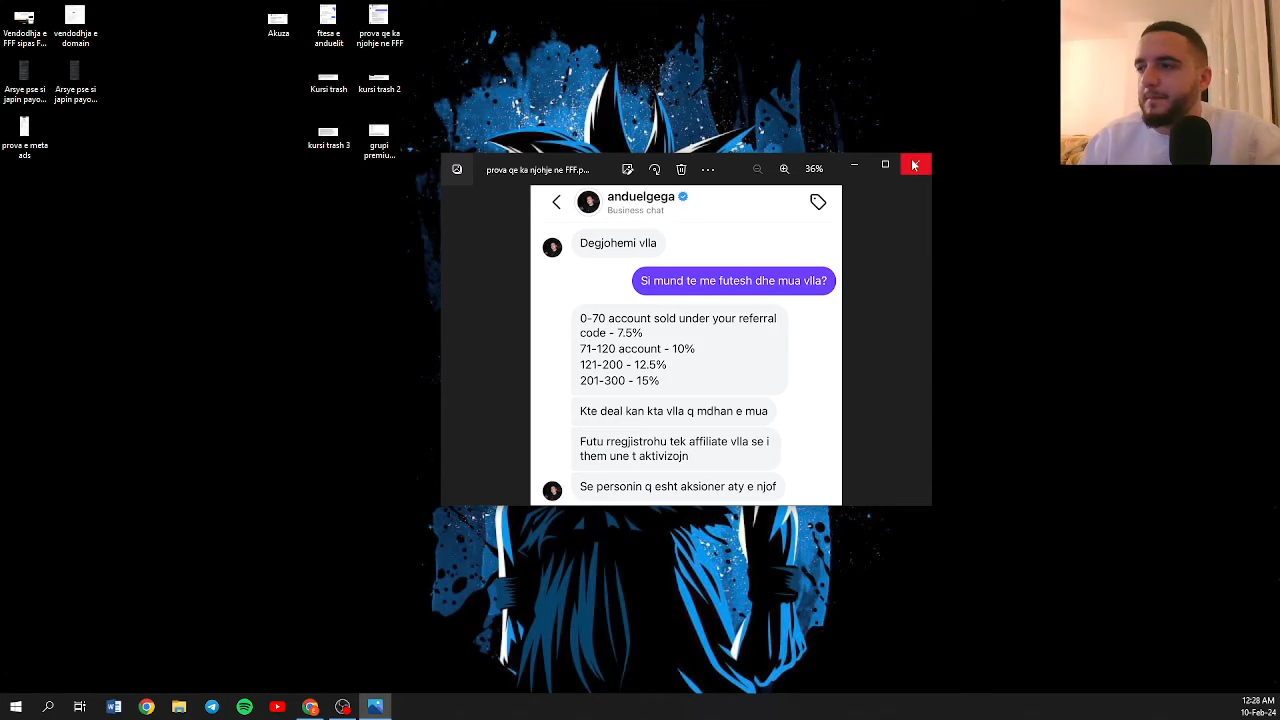 Vendodhja e
FFF sipas F...
vendodhja e
domain
Akuza
ftesa e
anduelit
prova qe ka
njohje ne FFF
Arsye pse si
japin payo...
Arsye pse si
japin payo...
Kursi trash
kursi trash 2
prova e meta
ads
kursi trash 3
grupi
premiu...
prova qe ka njohje ne FFF.p...
36%
anduelgega
Business chat
Degjohemi vlla
Si mund te me futesh dhe mua vlla?
0-70 account sold under your referral
code - 7.5%
71-120 account - 10%
121-200 - 12.5%
201-300 - 15%
Kte deal kan kta vlla q mdhan e mua
Futu rregjistrohu tek affiliate vlla se i
them une t aktivizojn
Se personin q esht aksioner aty e njof
12:28 AM
10-Feb-24